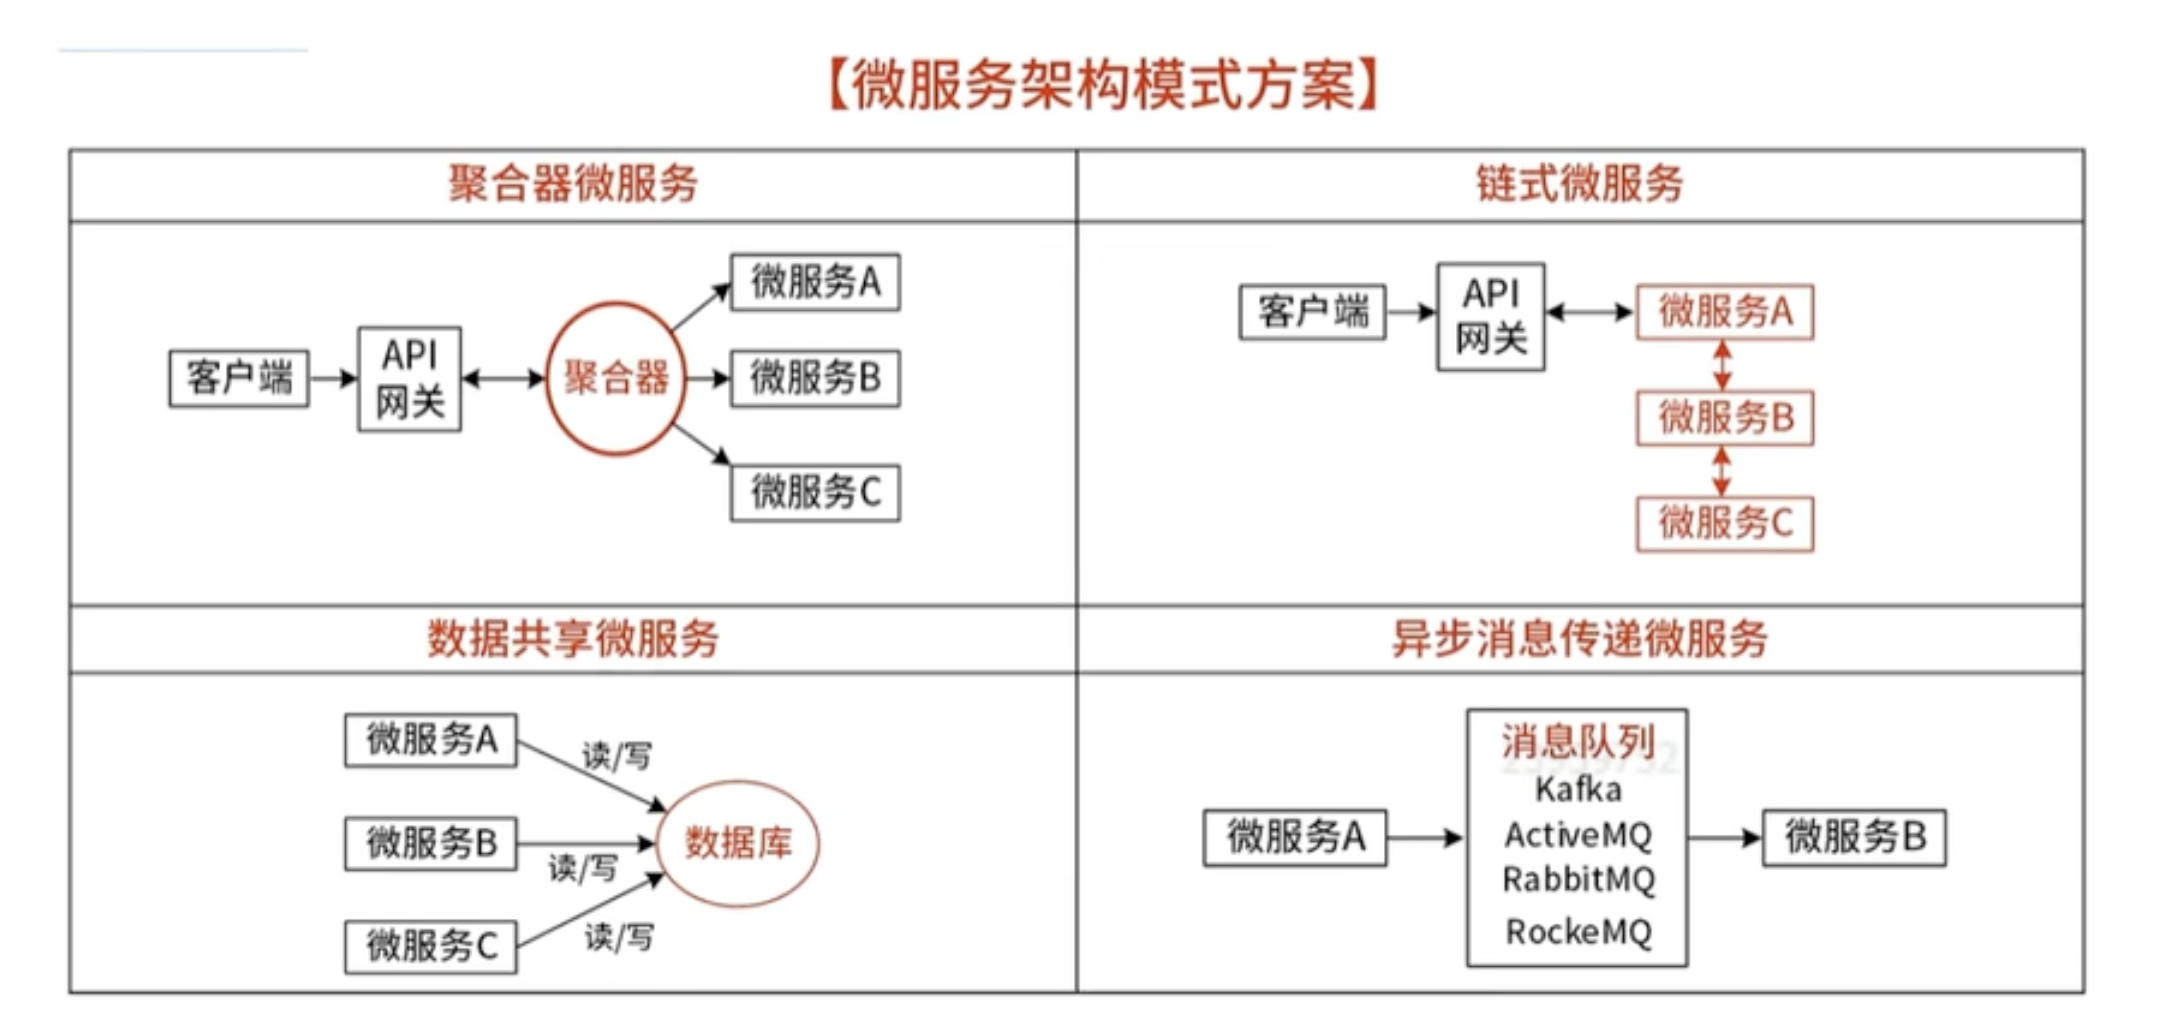 【微服务架构模式方案】
聚合器微服务
客户端
API
网关
聚合器
微服务A
微服务B
微服务C
链式微服务
客户端
API
网关
微服务A
微服务B
微服务C
数据共享微服务
微服务A
微服务B
微服务C
读/写
读/写
读/写
数据库
异步消息传递微服务
微服务A
消息队列
Kafka
ActiveMQ
RabbitMQ
RockeMQ
微服务B